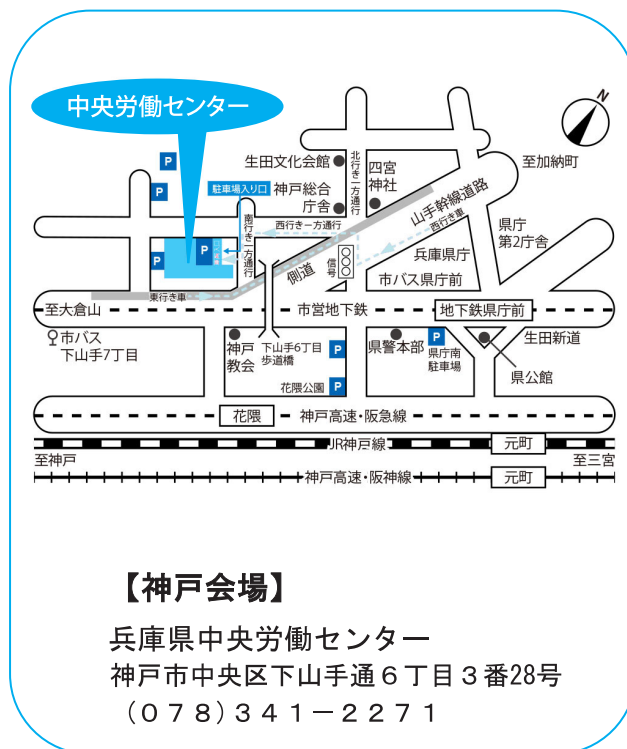 中央労働センター
N
P
生田文化会館
北行き一方通行
四宮
神社
至加納町
P
駐車場入り口
神戸総合
庁舎
山手幹線道路
西行き車
県庁
第2庁舎
南行き一方通行
西行き一方通行
P
P
側道
信号
兵庫県庁
市バス県庁前
東行き車
至大倉山
市営地下鉄
地下鉄県庁前
市バス
下山手7丁目
神戸
教会
下山手6丁目
歩道橋
P
県警本部
P
県庁南
駐車場
生田新道
県公館
花隈公園
P
花隈
神戸高速・阪急線
JR神戸線
元町
至神戸
至三宮
神戸高速・阪神線
元町
【神戸会場】
兵庫県中央労働センター
神戸市中央区下山手通6丁目3番28号
(078)341-2271